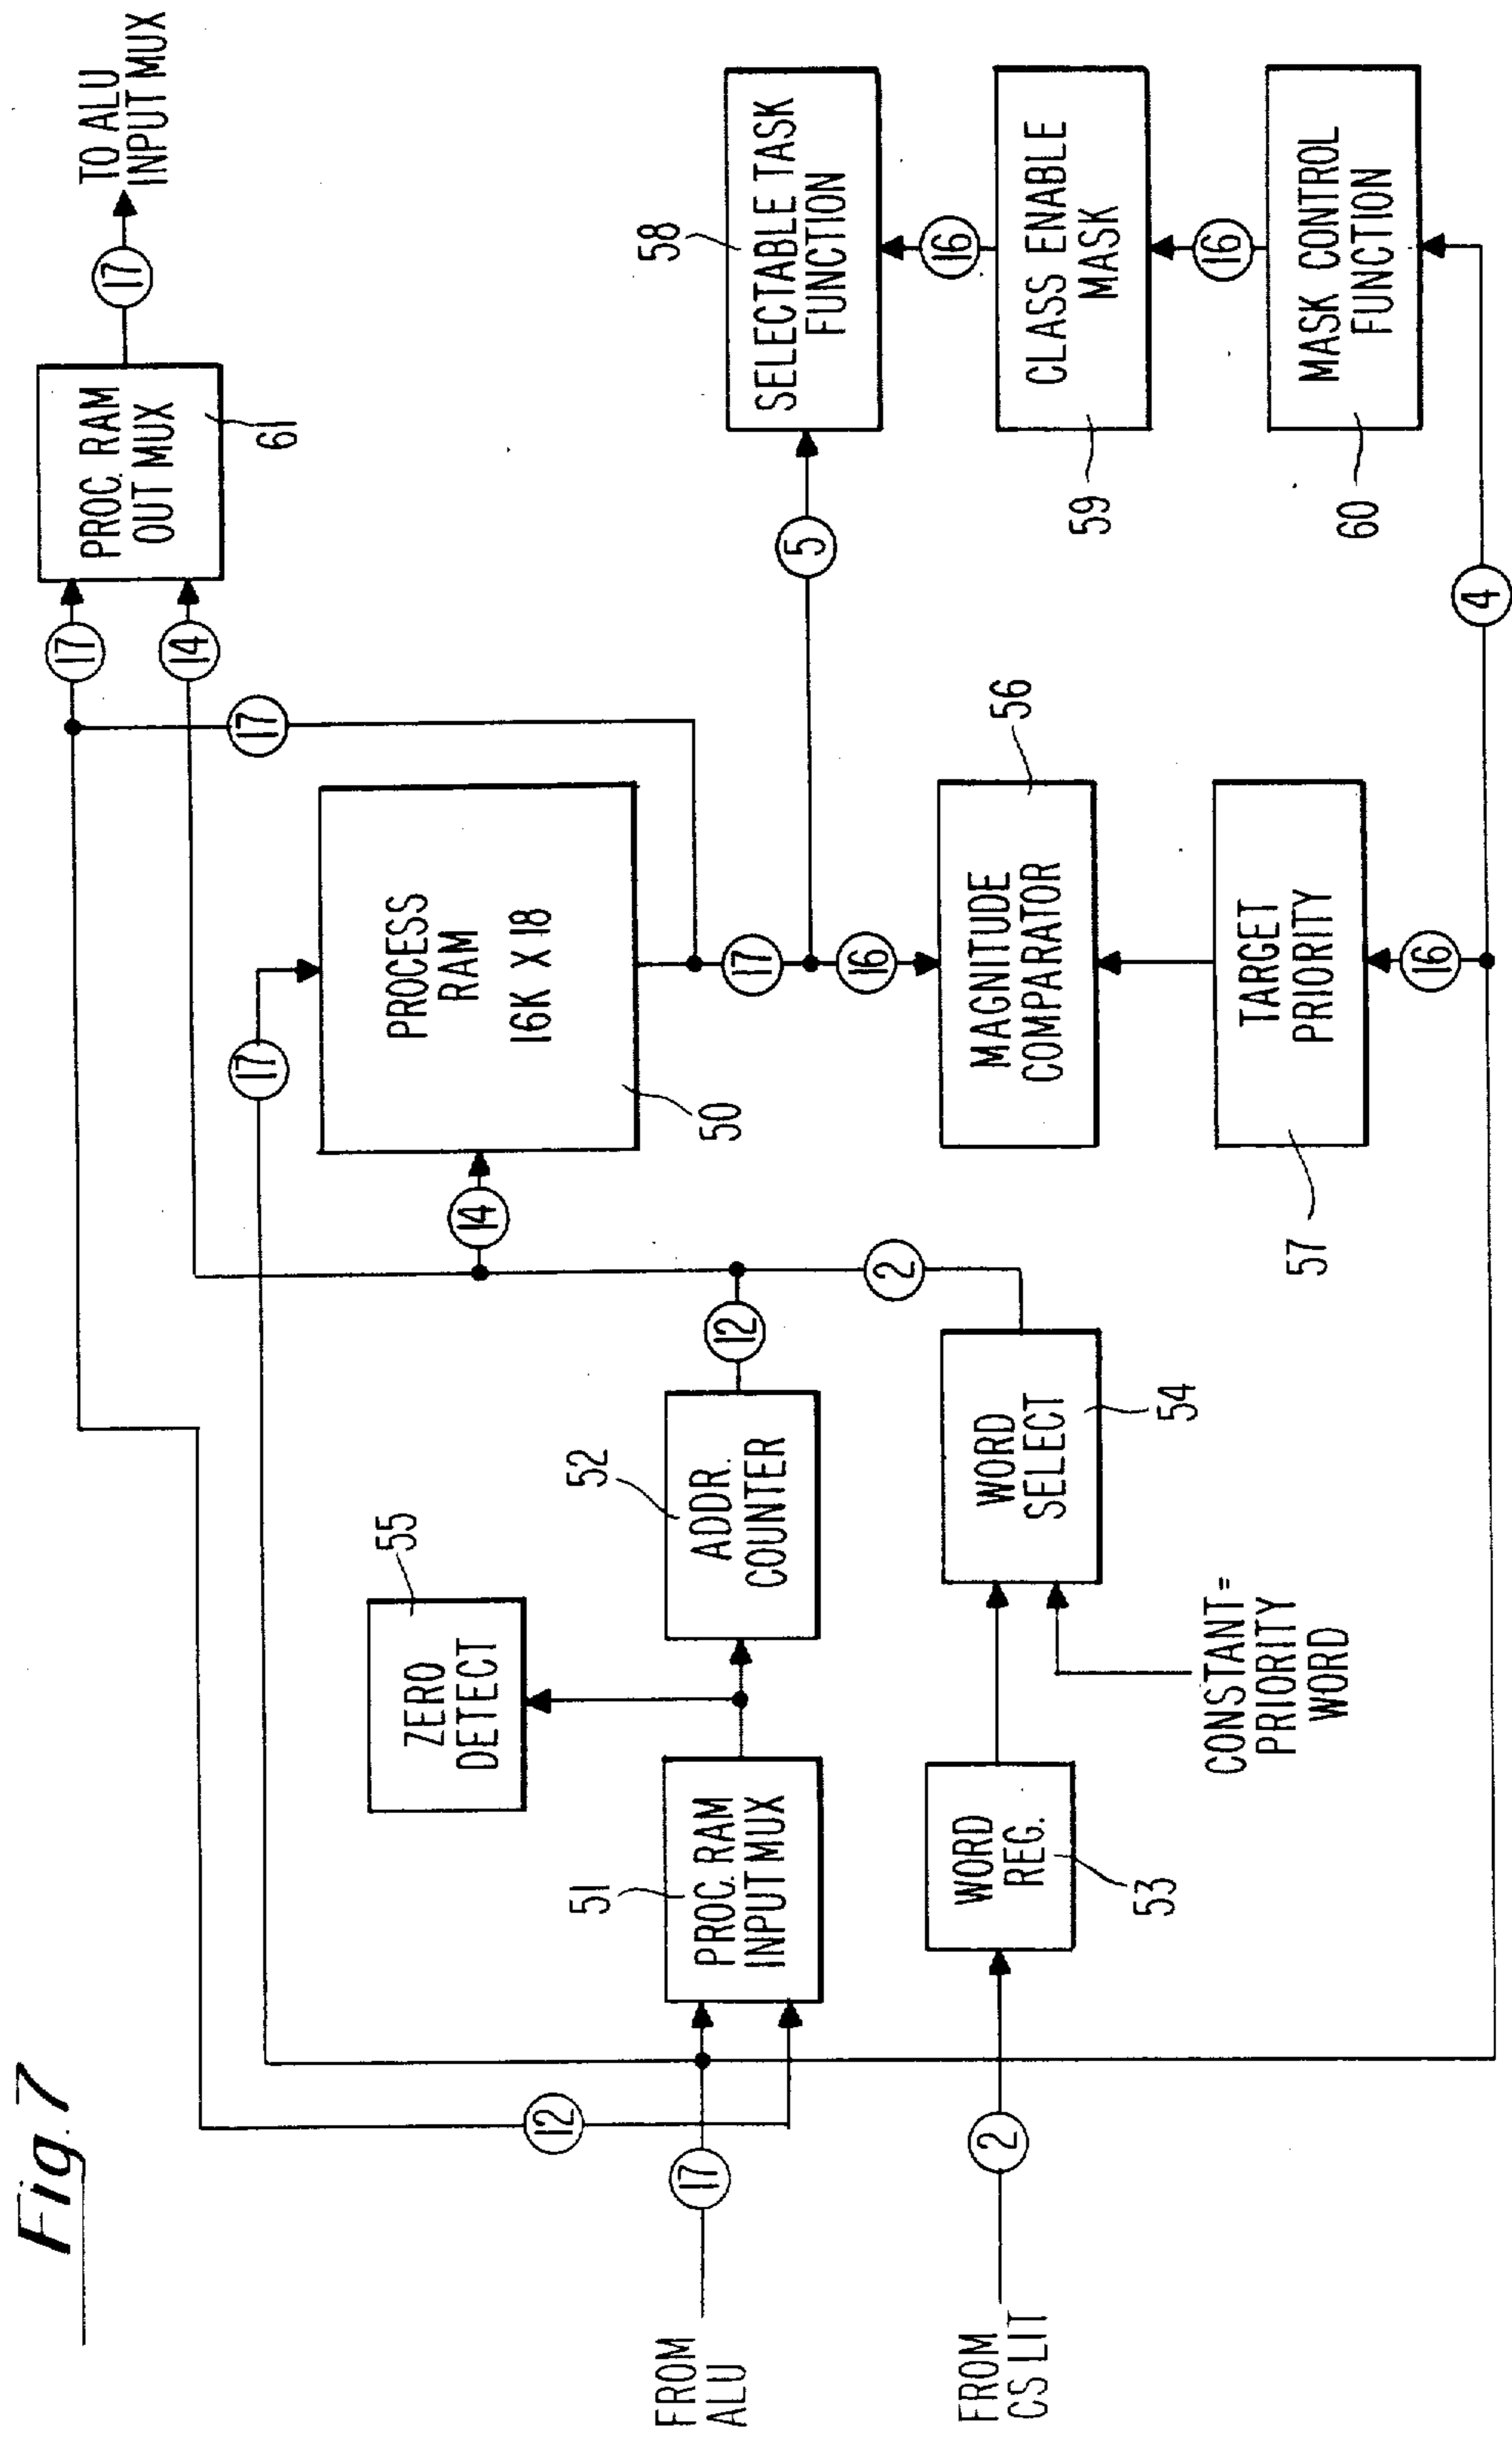 Fig. 7
TO ALU
INPUT MUX
17
PROC. RAM
OUT MUX
61
17
14
17
17
PROCESS
RAM
16K X 18
50
14
55
ZERO
DETECT
12
51
PROC. RAM
INPUT MUX
52
ADDR.
COUNTER
12
17
5
58
SELECTABLE TASK
FUNCTION
16
FROM
ALU
17
2
16
56
MAGNITUDE
COMPARATOR
CLASS ENABLE
MASK
59
FROM
CS LIT
2
WORD
REG.
53
WORD
SELECT
54
16
CONSTANT=
PRIORITY
WORD
TARGET
PRIORITY
57
MASK CONTROL
FUNCTION
60
16
4